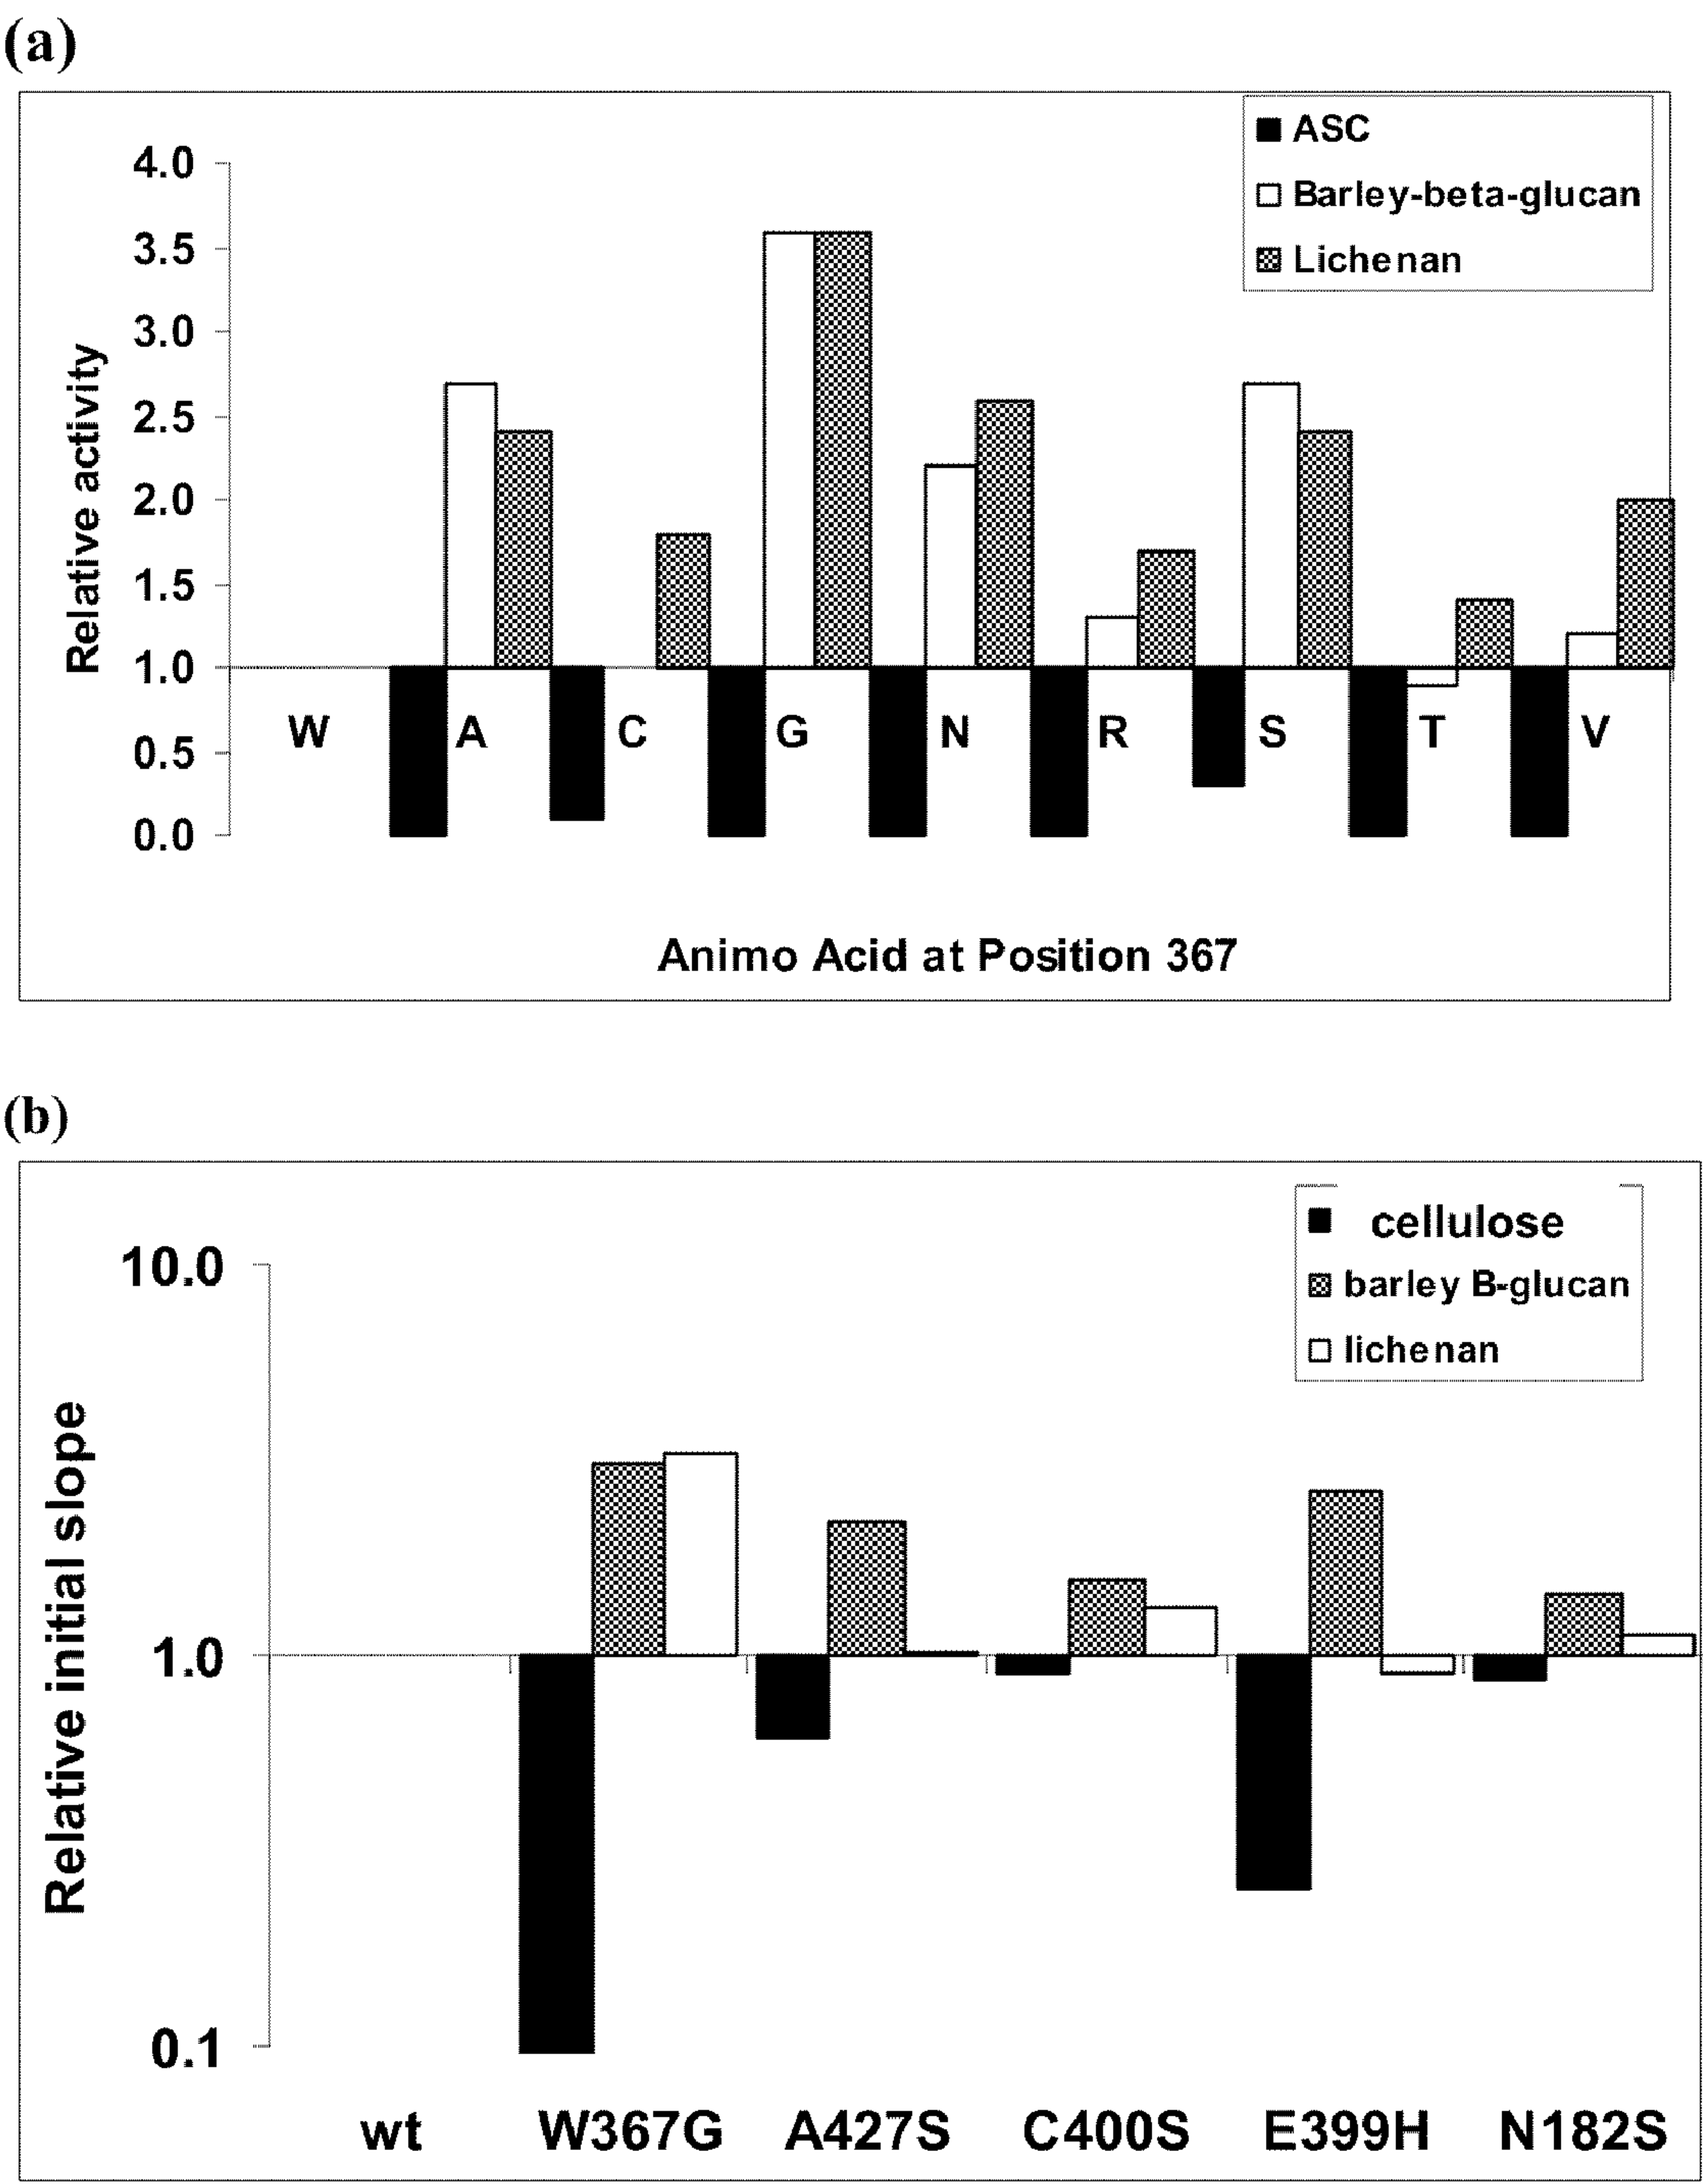 (a)
ASC
Barley-beta-glucan
Lichenan
4.0
3.5
3.0
2.5
2.0
1.5
1.0
0.5
0.0
Relative activity
W A C G N R S T V
Animo Acid at Position 367
(b)
cellulose
barley B-glucan
lichenan
10.0
1.0
0.1
Relative initial slope
wt W367G A427S C400S E399H N182S